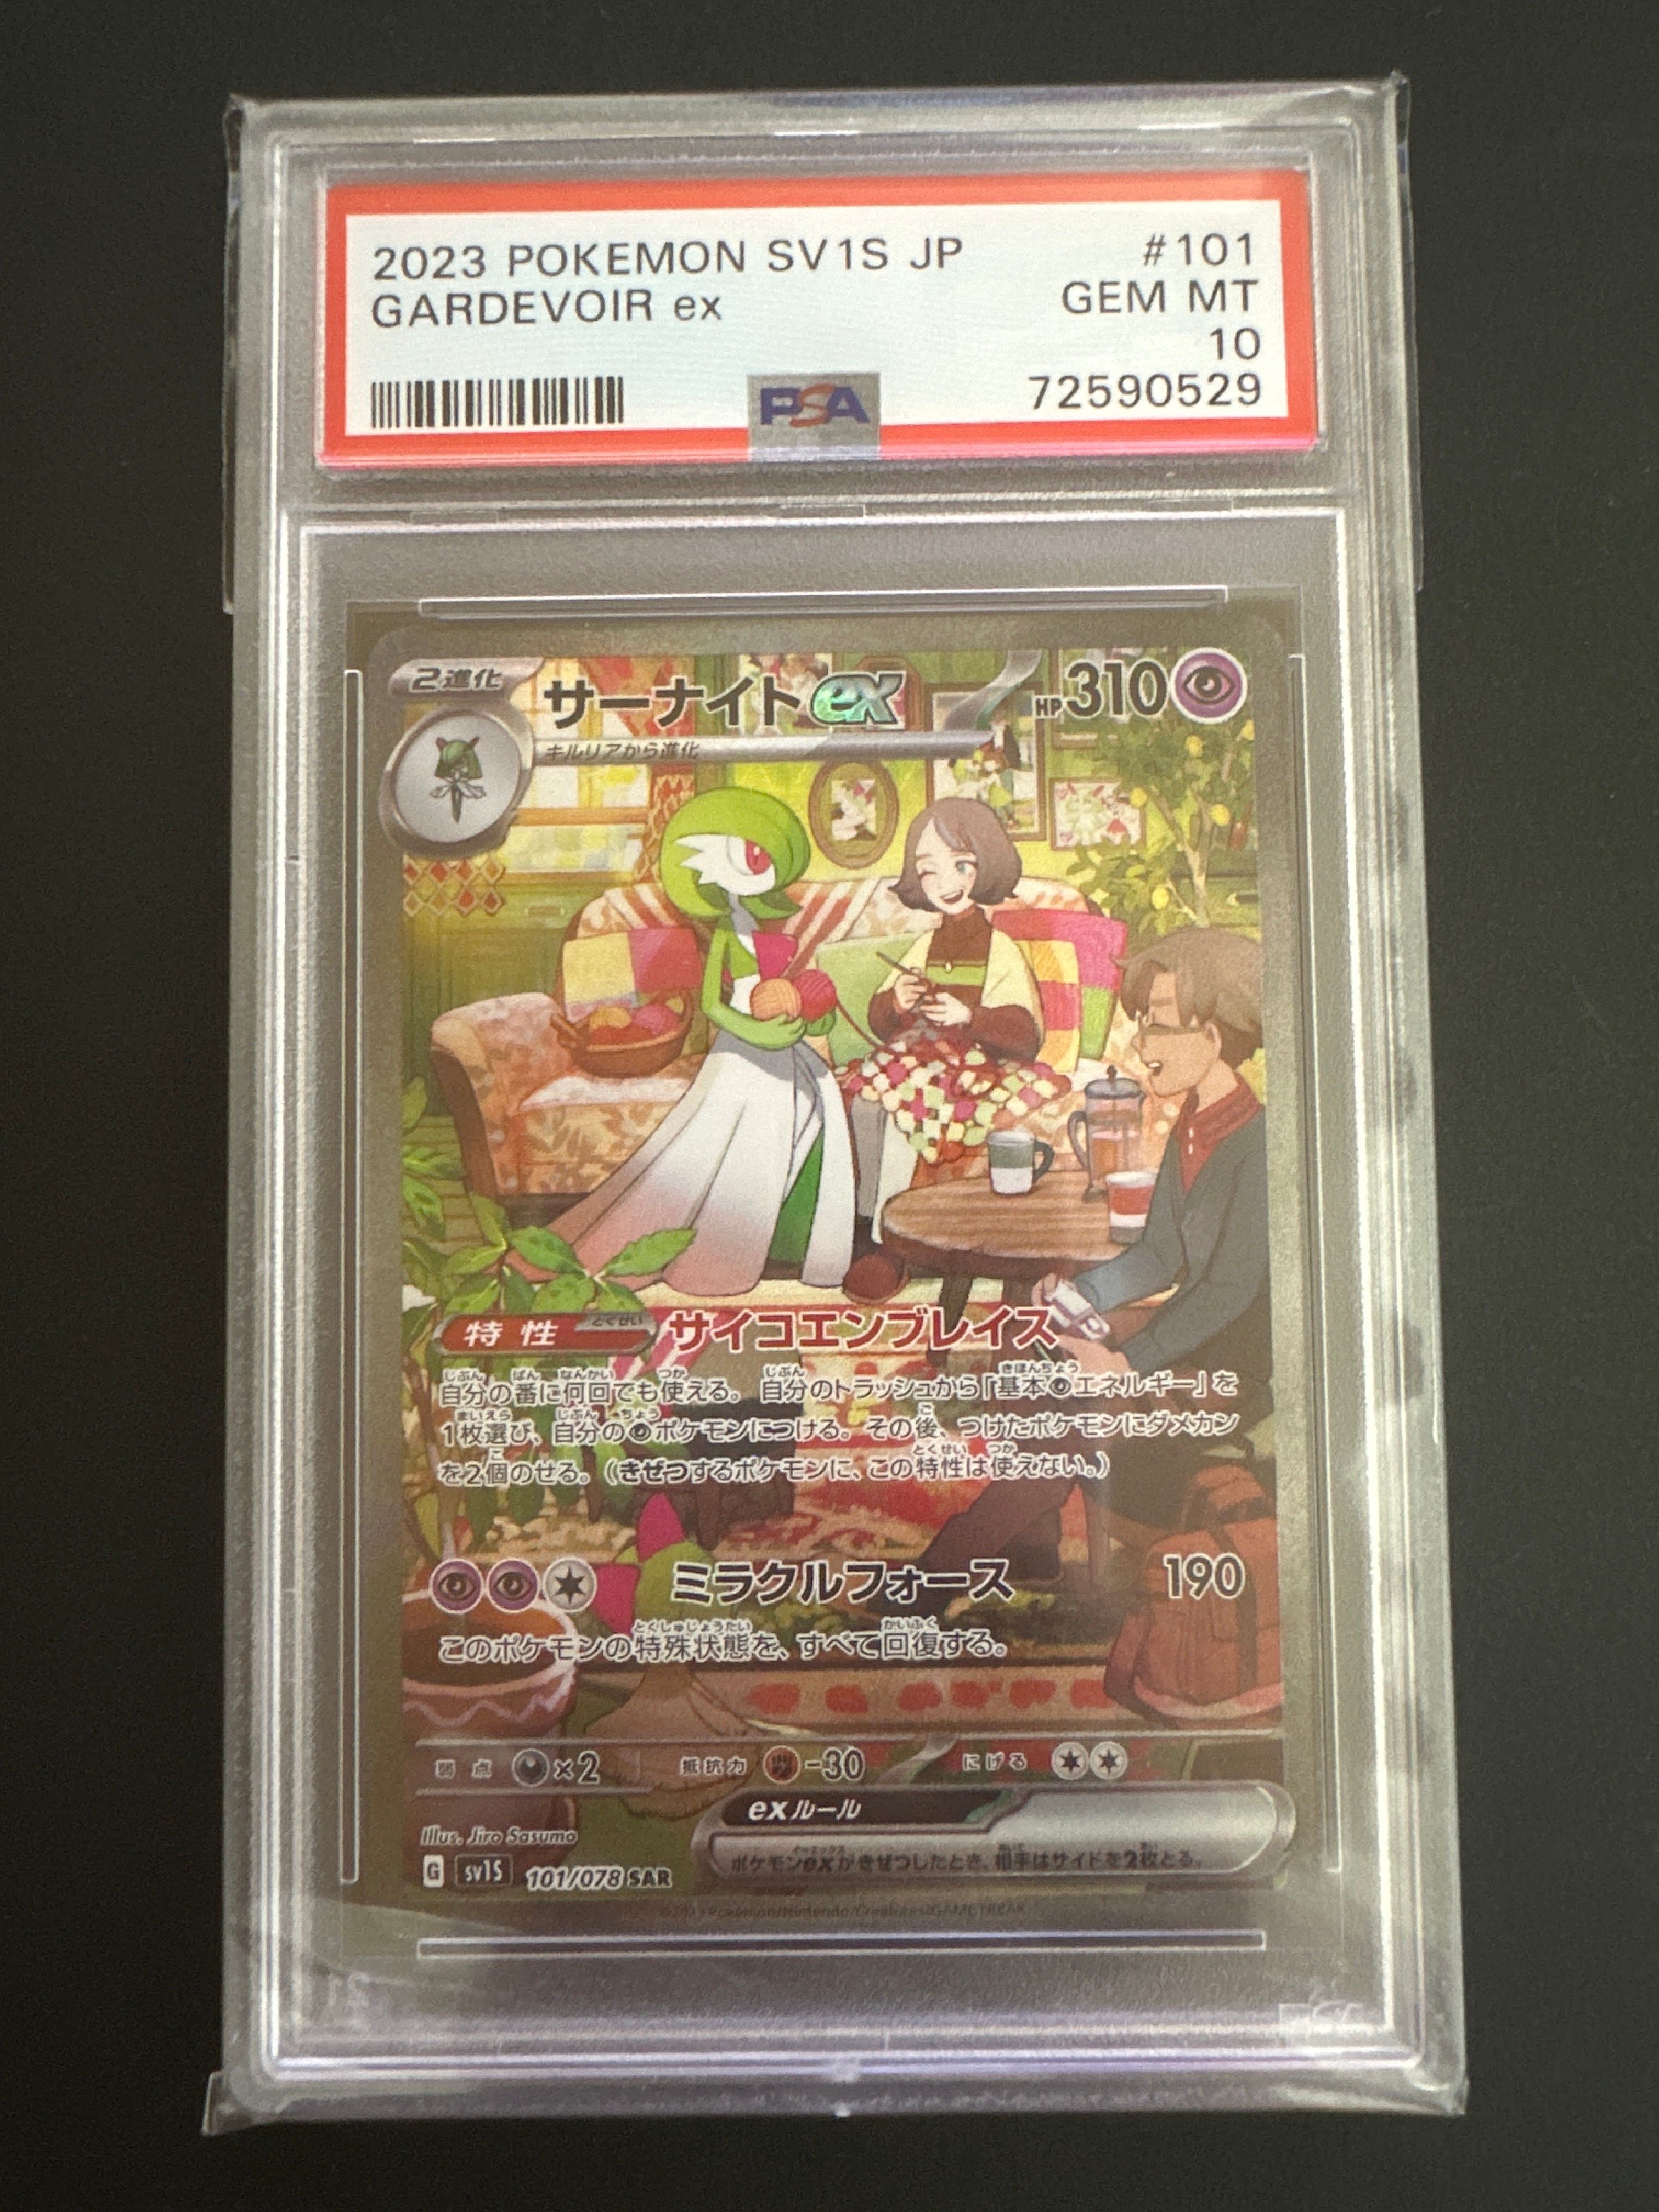 2023 POKEMON SV1S JP #101
GARDEVOIR ex GEM MT
10
PSA 72590529
2進化 サーナイトex HP310
キルリアから進化
特性 とくせい サイコエンブレイス
自分の番に何回でも使える。自分のトラッシュから「基本エネルギー」を
1枚選び、自分のポケモンにつける。その後、つけたポケモンにダメカン
を2個のせる。(きぜつするポケモンに、この特性は使えない。)
ミラクルフォース 190
このポケモンの特殊状態を、すべて回復する。
弱点 ×2 抵抗力 -30 にげる
exルール
ポケモンexがきぜつしたとき、相手はサイドを2枚とる。
Illus. Jiro Sasumo
G SV1S 101/078 SAR
©2023 Pokémon/Nintendo/Creatures/GAME FREAK